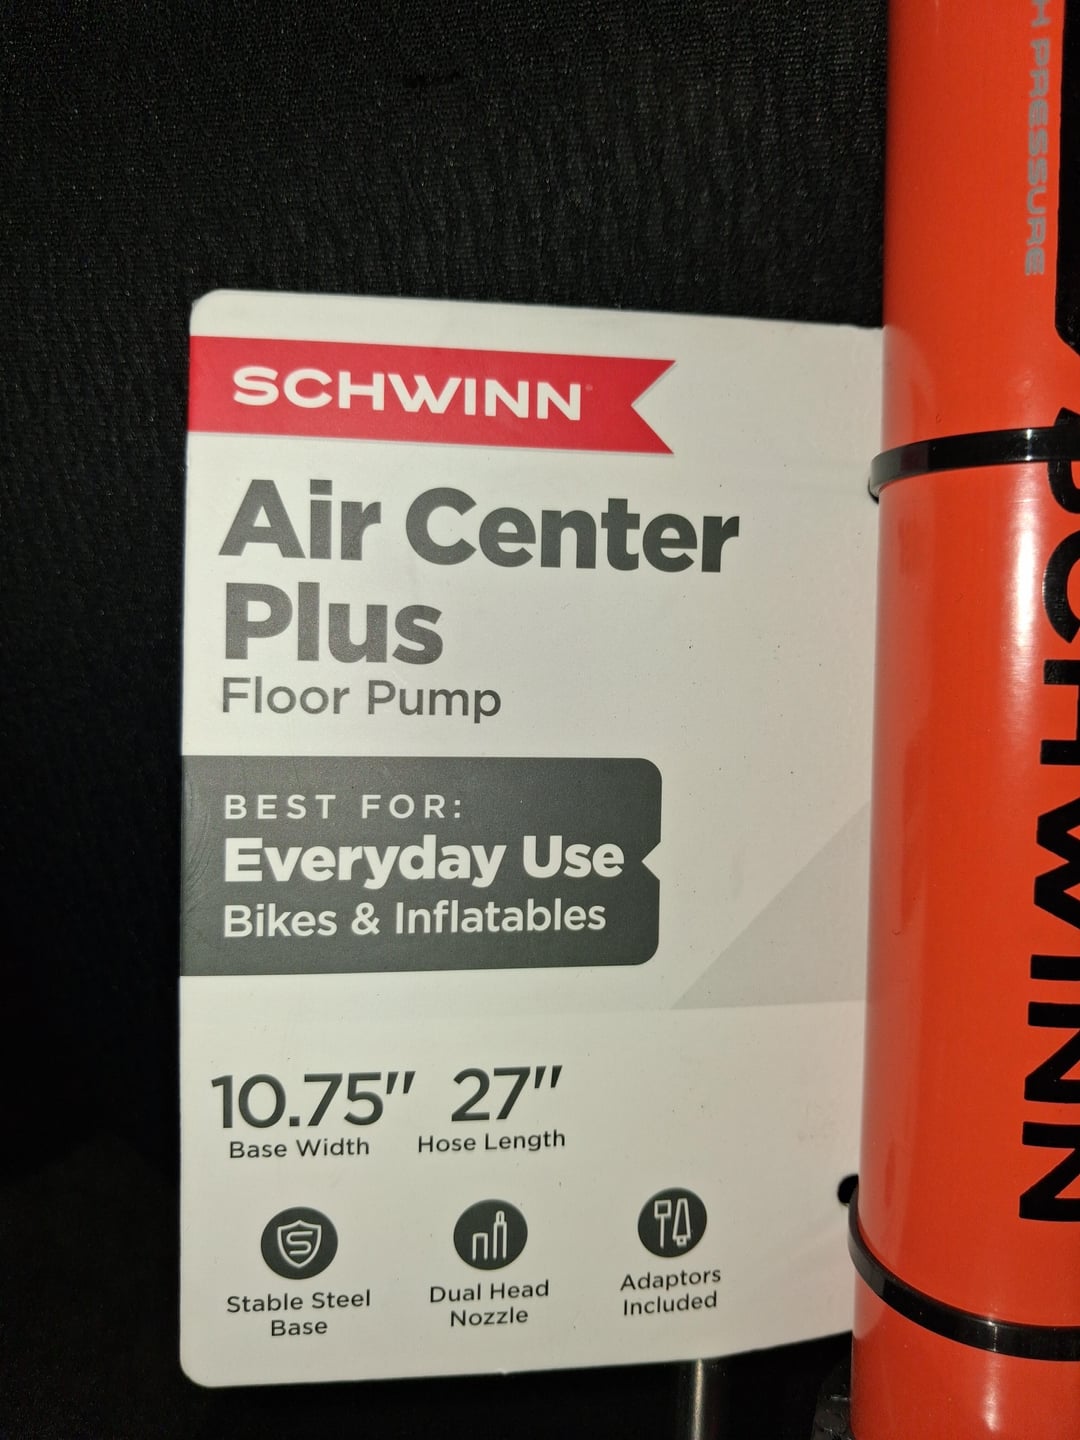 SCHWINN
Air Center
Plus
Floor Pump
BEST FOR:
Everyday Use
Bikes & Inflatables
10.75" 27"
Base Width Hose Length
Stable Steel
Base
Dual Head
Nozzle
Adaptors
Included
PRESSURE
SCHWINN